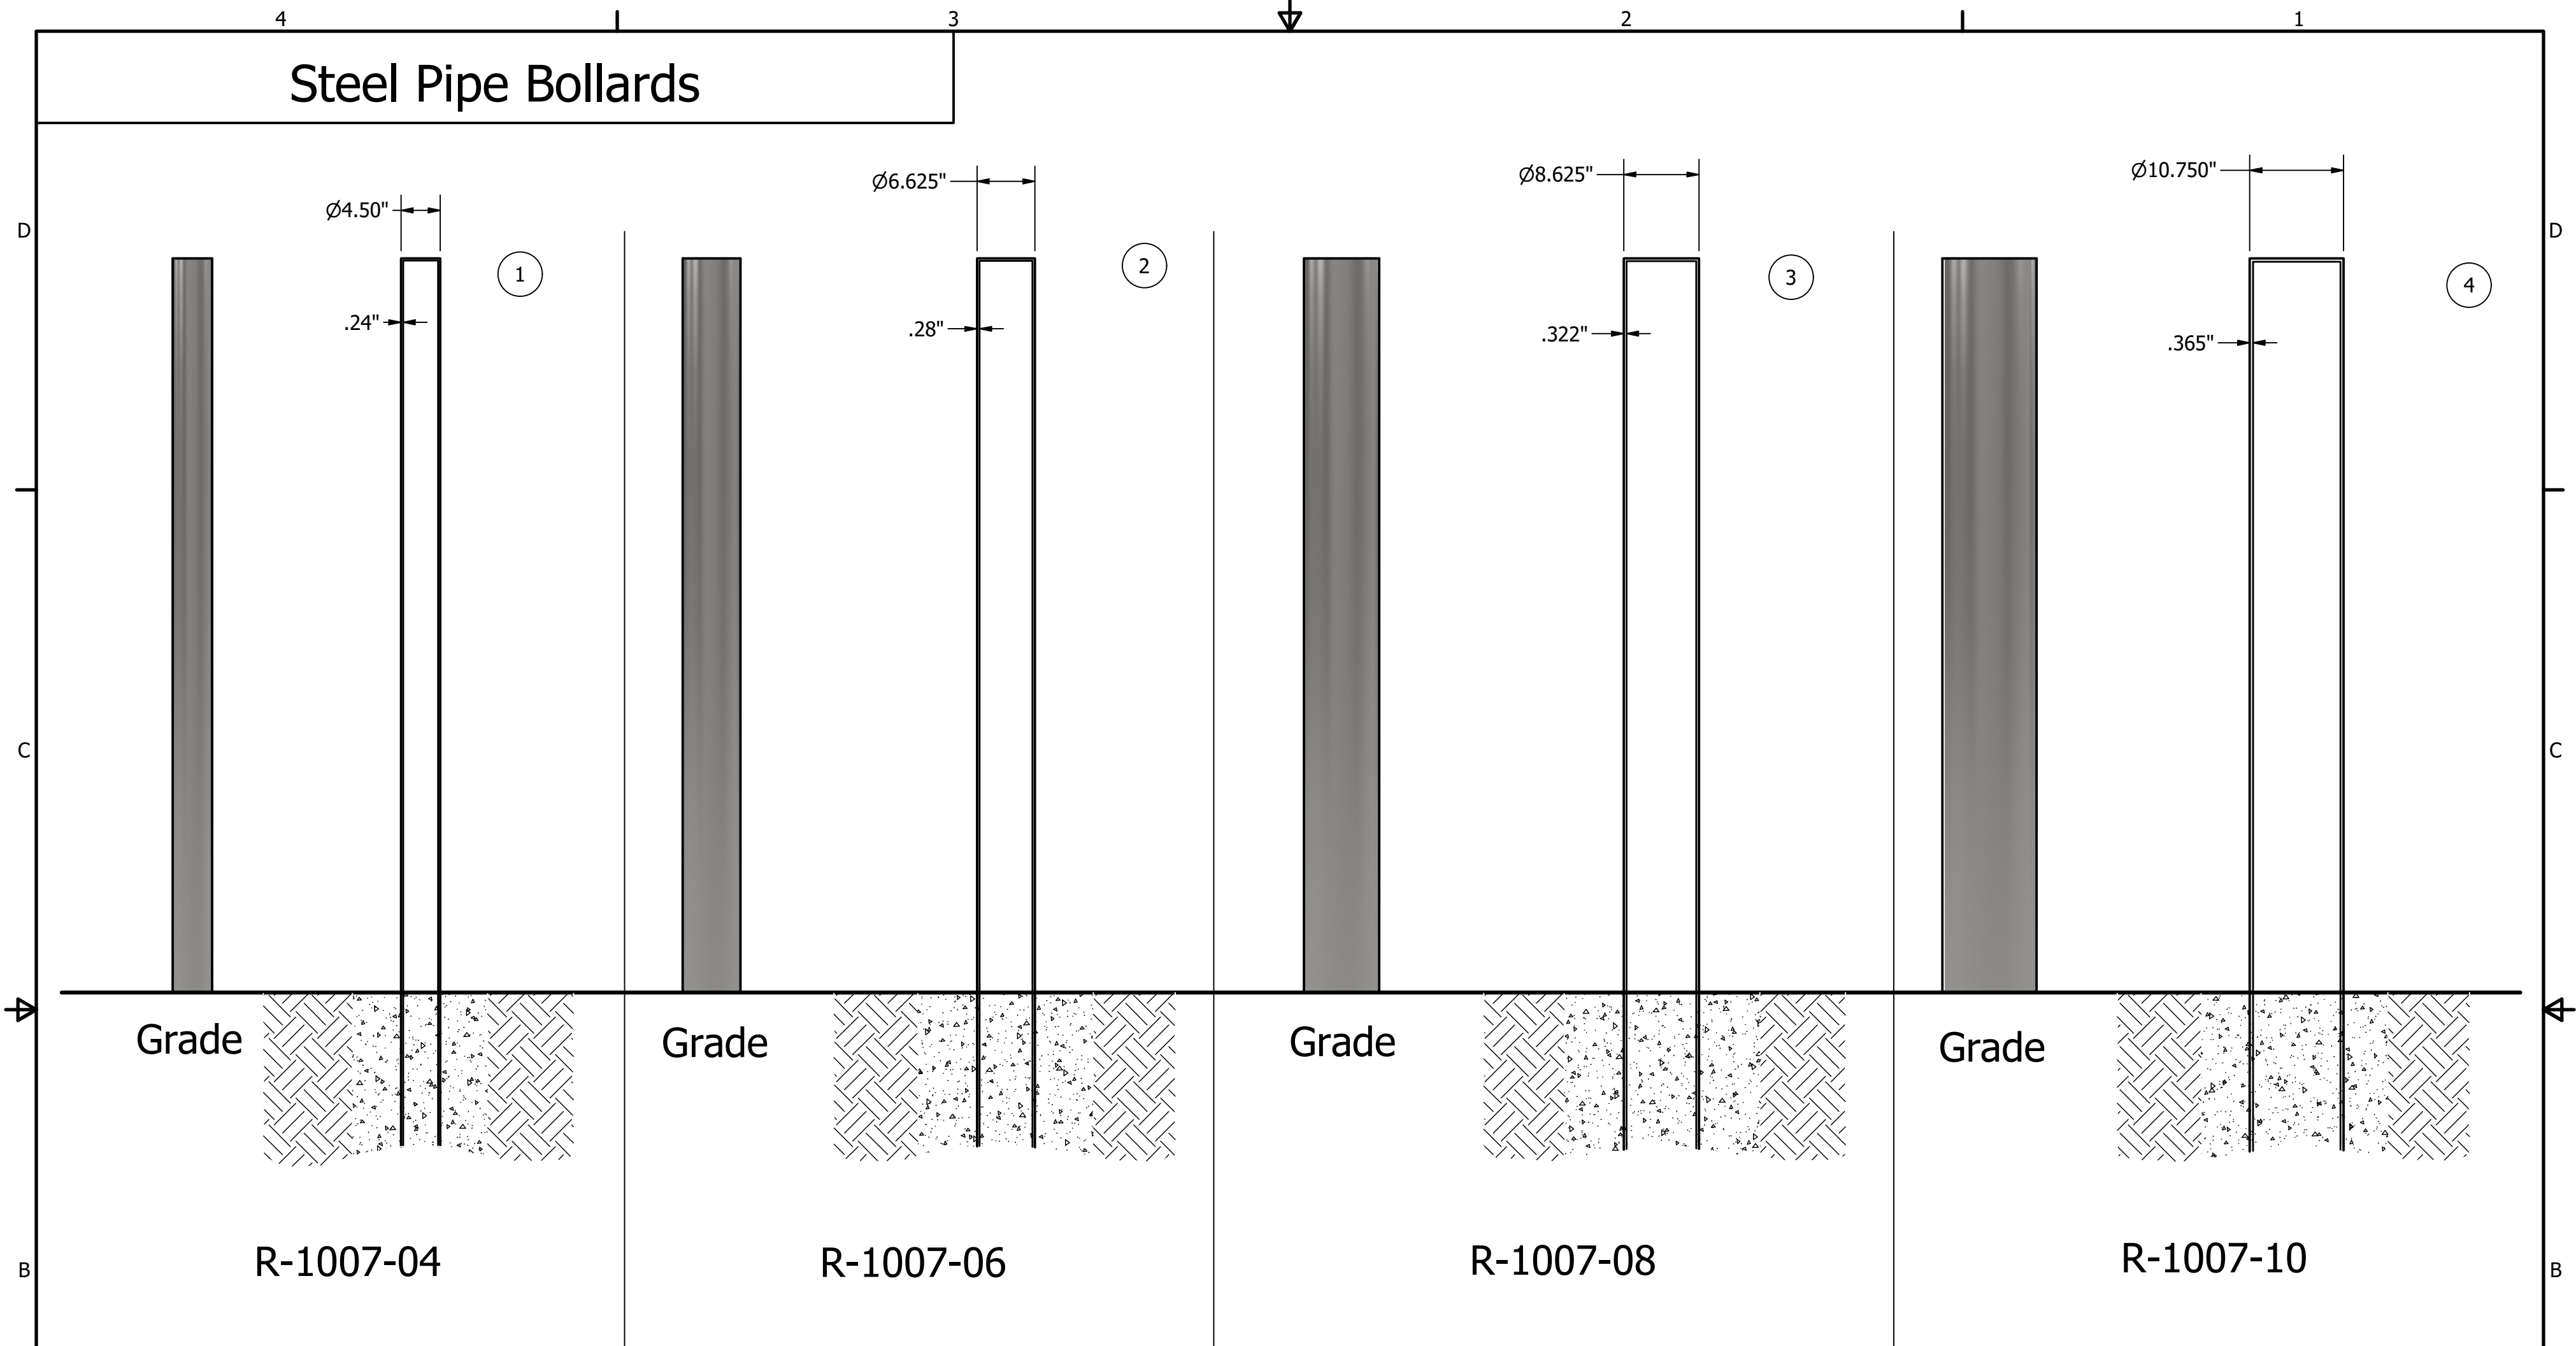 4 3 2 1
Steel Pipe Bollards
Ø4.50" Ø6.625" Ø8.625" Ø10.750"
D D
1 2 3 4
.24" .28" .322" .365"
C C
Grade Grade Grade Grade
R-1007-04 R-1007-06 R-1007-08 R-1007-10
B B